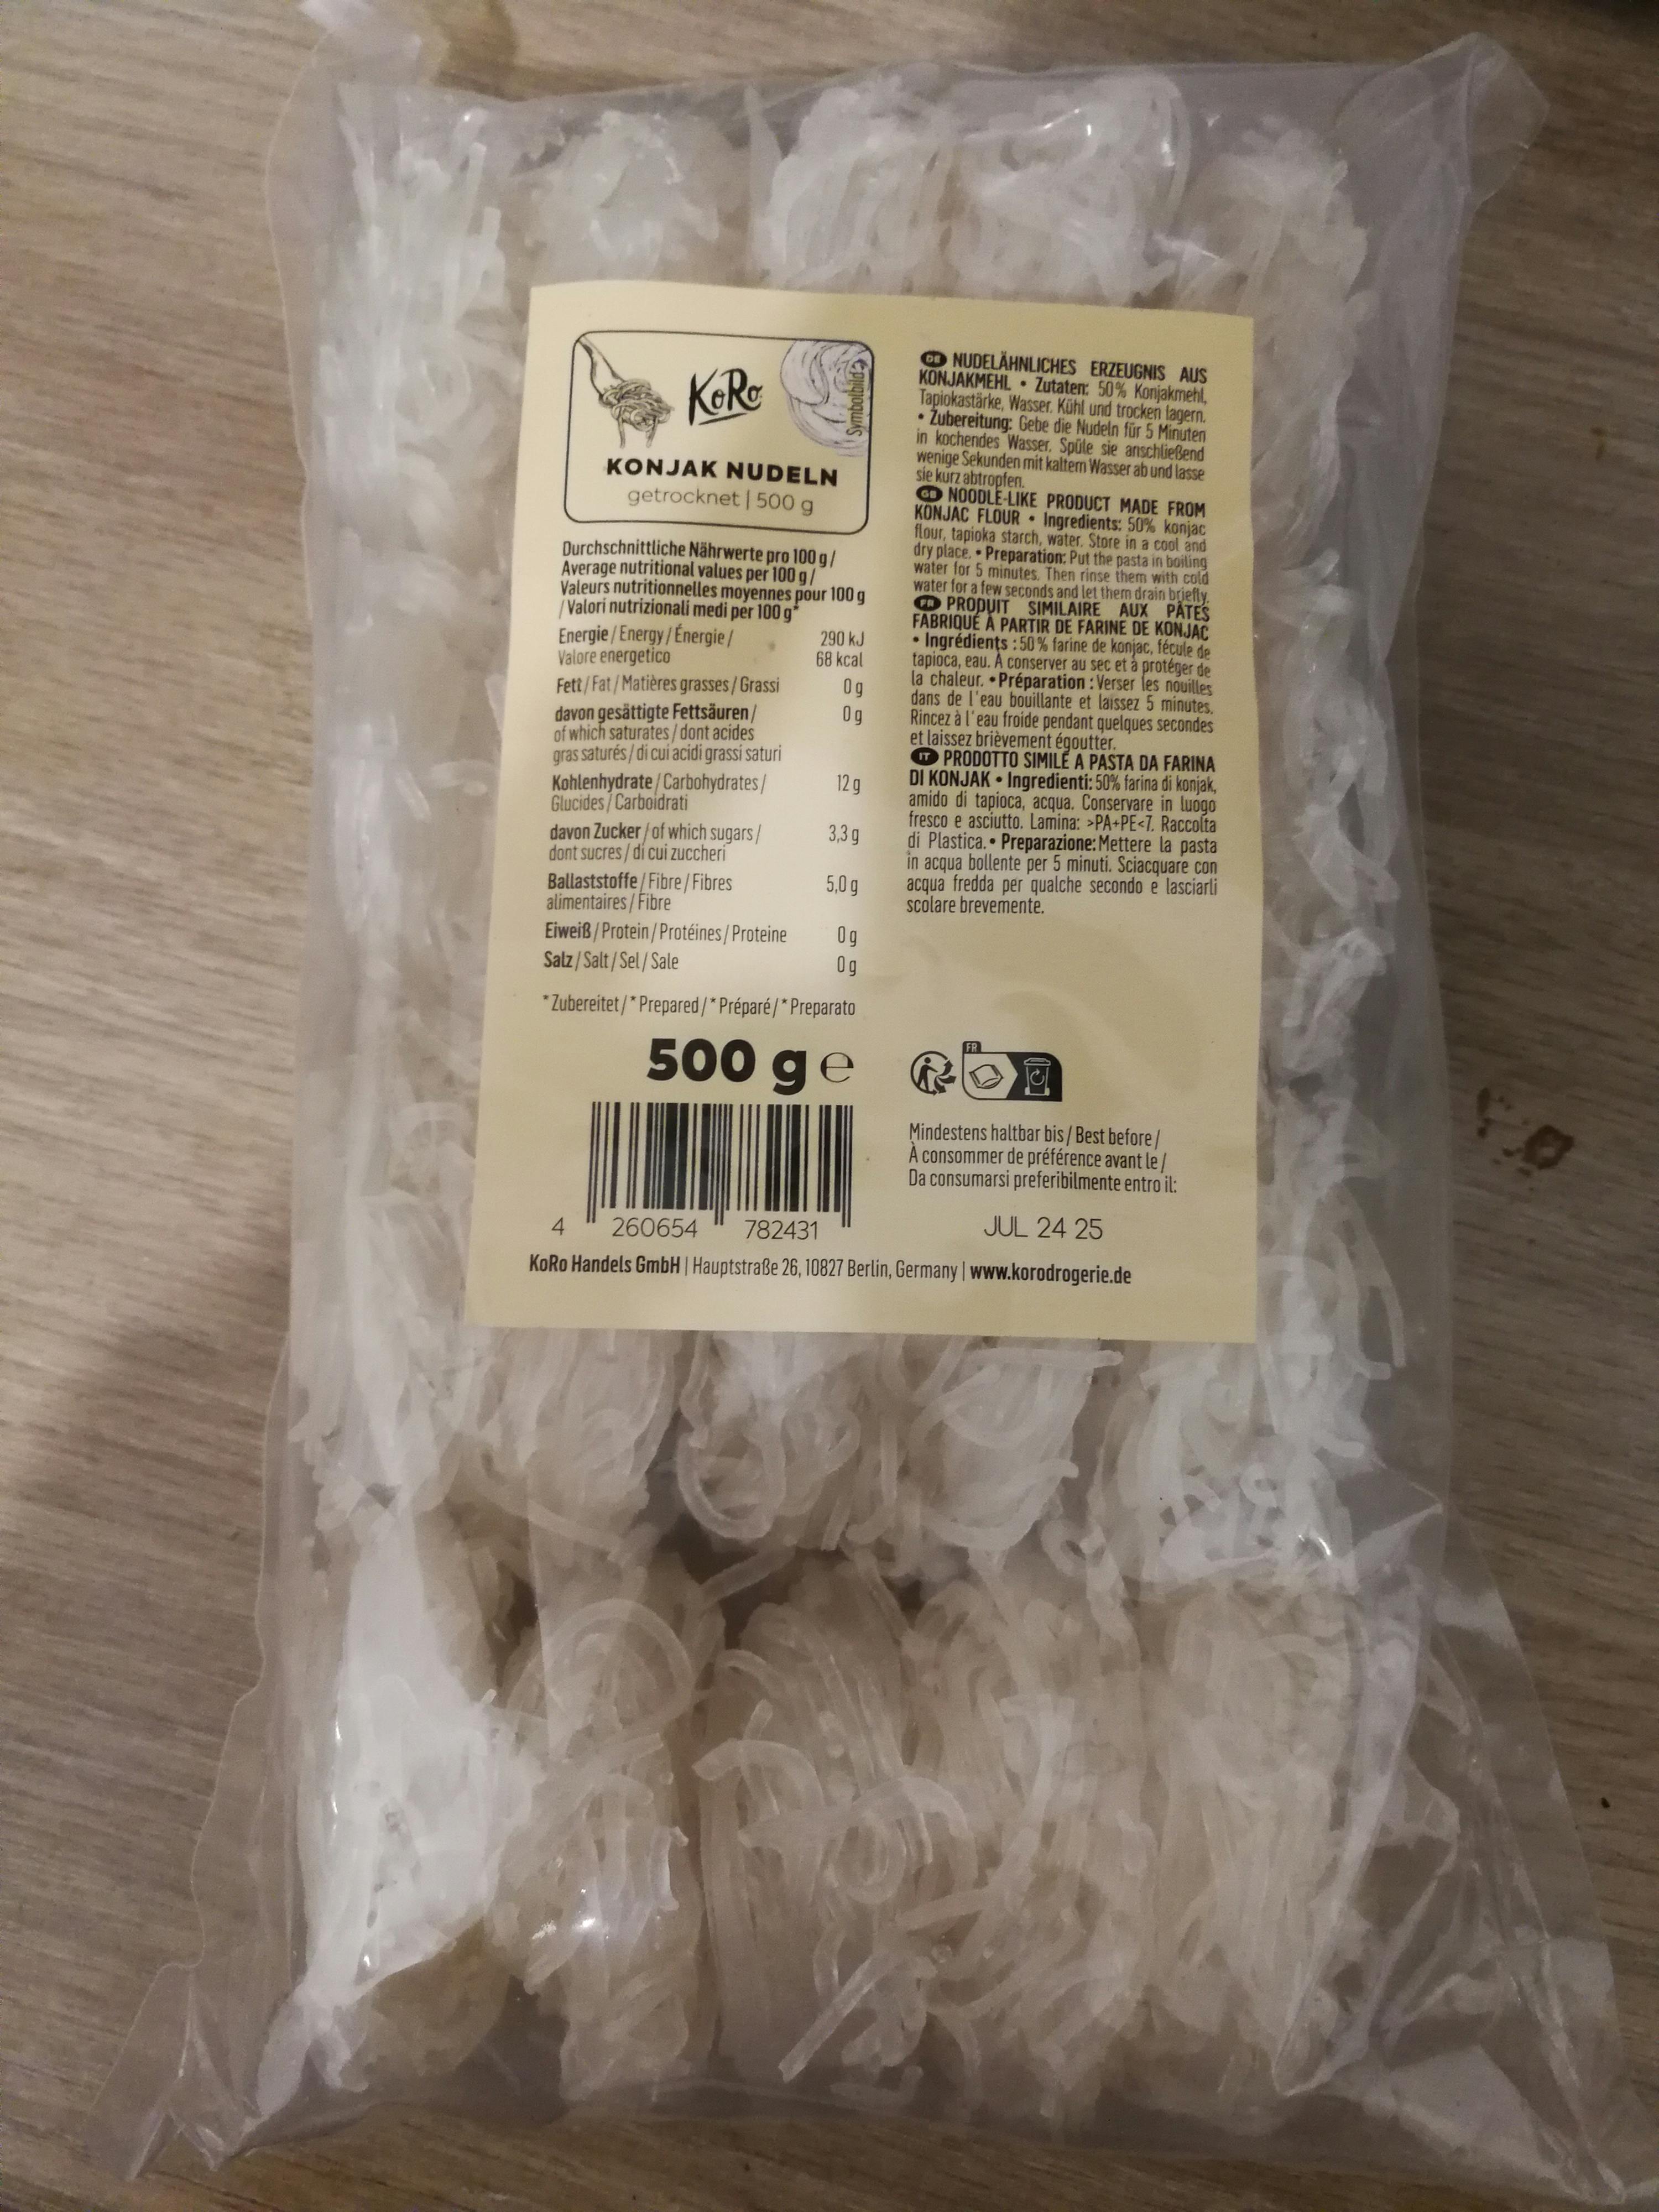 KoRo
Symbolbild
KONJAK NUDELN
getrocknet | 500 g
Durchschnittliche Nährwerte pro 100 g /
Average nutritional values per 100 g /
Valeurs nutritionnelles moyennes pour 100 g
/ Valori nutrizionali medi per 100 g*
Energie / Energy / Énergie / 290 kJ
Valore energetico 68 kcal
Fett / Fat / Matières grasses / Grassi 0 g
davon gesättigte Fettsäuren / 0 g
of which saturates / dont acides
gras saturés / di cui acidi grassi saturi
Kohlenhydrate / Carbohydrates / 12 g
Glucides / Carboidrati
davon Zucker / of which sugars / 3,3 g
dont sucres / di cui zuccheri
Ballaststoffe / Fibre / Fibres 5,0 g
alimentaires / Fibre
Eiweiß / Protein / Protéines / Proteine 0 g
Salz / Salt / Sel / Sale 0 g
* Zubereitet / * Prepared / * Préparé / * Preparato
500 g ℮
4 260654 782431
DE NUDELÄHNLICHES ERZEUGNIS AUS
KONJAKMEHL • Zutaten: 50% Konjakmehl,
Tapiokastärke, Wasser. Kühl und trocken lagern.
• Zubereitung: Gebe die Nudeln für 5 Minuten
in kochendes Wasser. Spüle sie anschließend
wenige Sekunden mit kaltem Wasser ab und lasse
sie kurz abtropfen.
GB NOODLE-LIKE PRODUCT MADE FROM
KONJAC FLOUR • Ingredients: 50% konjac
flour, tapioka starch, water. Store in a cool and
dry place. • Preparation: Put the pasta in boiling
water for 5 minutes. Then rinse them with cold
water for a few seconds and let them drain briefly.
FR PRODUIT SIMILAIRE AUX PÂTES
FABRIQUÉ À PARTIR DE FARINE DE KONJAC
• Ingrédients : 50% farine de konjac, fécule de
tapioca, eau. À conserver au sec et à protéger de
la chaleur. • Préparation : Verser les nouilles
dans de l'eau bouillante et laissez 5 minutes.
Rincez à l'eau froide pendant quelques secondes
et laissez brièvement égoutter.
IT PRODOTTO SIMILE A PASTA DA FARINA
DI KONJAK • Ingredienti: 50% farina di konjak,
amido di tapioca, acqua. Conservare in luogo
fresco e asciutto. Lamina: >PA+PE<7. Raccolta
di Plastica. • Preparazione: Mettere la pasta
in acqua bollente per 5 minuti. Sciacquare con
acqua fredda per qualche secondo e lasciarli
scolare brevemente.
FR
Mindestens haltbar bis / Best before /
À consommer de préférence avant le /
Da consumarsi preferibilmente entro il:
JUL 24 25
KoRo Handels GmbH | Hauptstraße 26, 10827 Berlin, Germany | www.korodrogerie.de